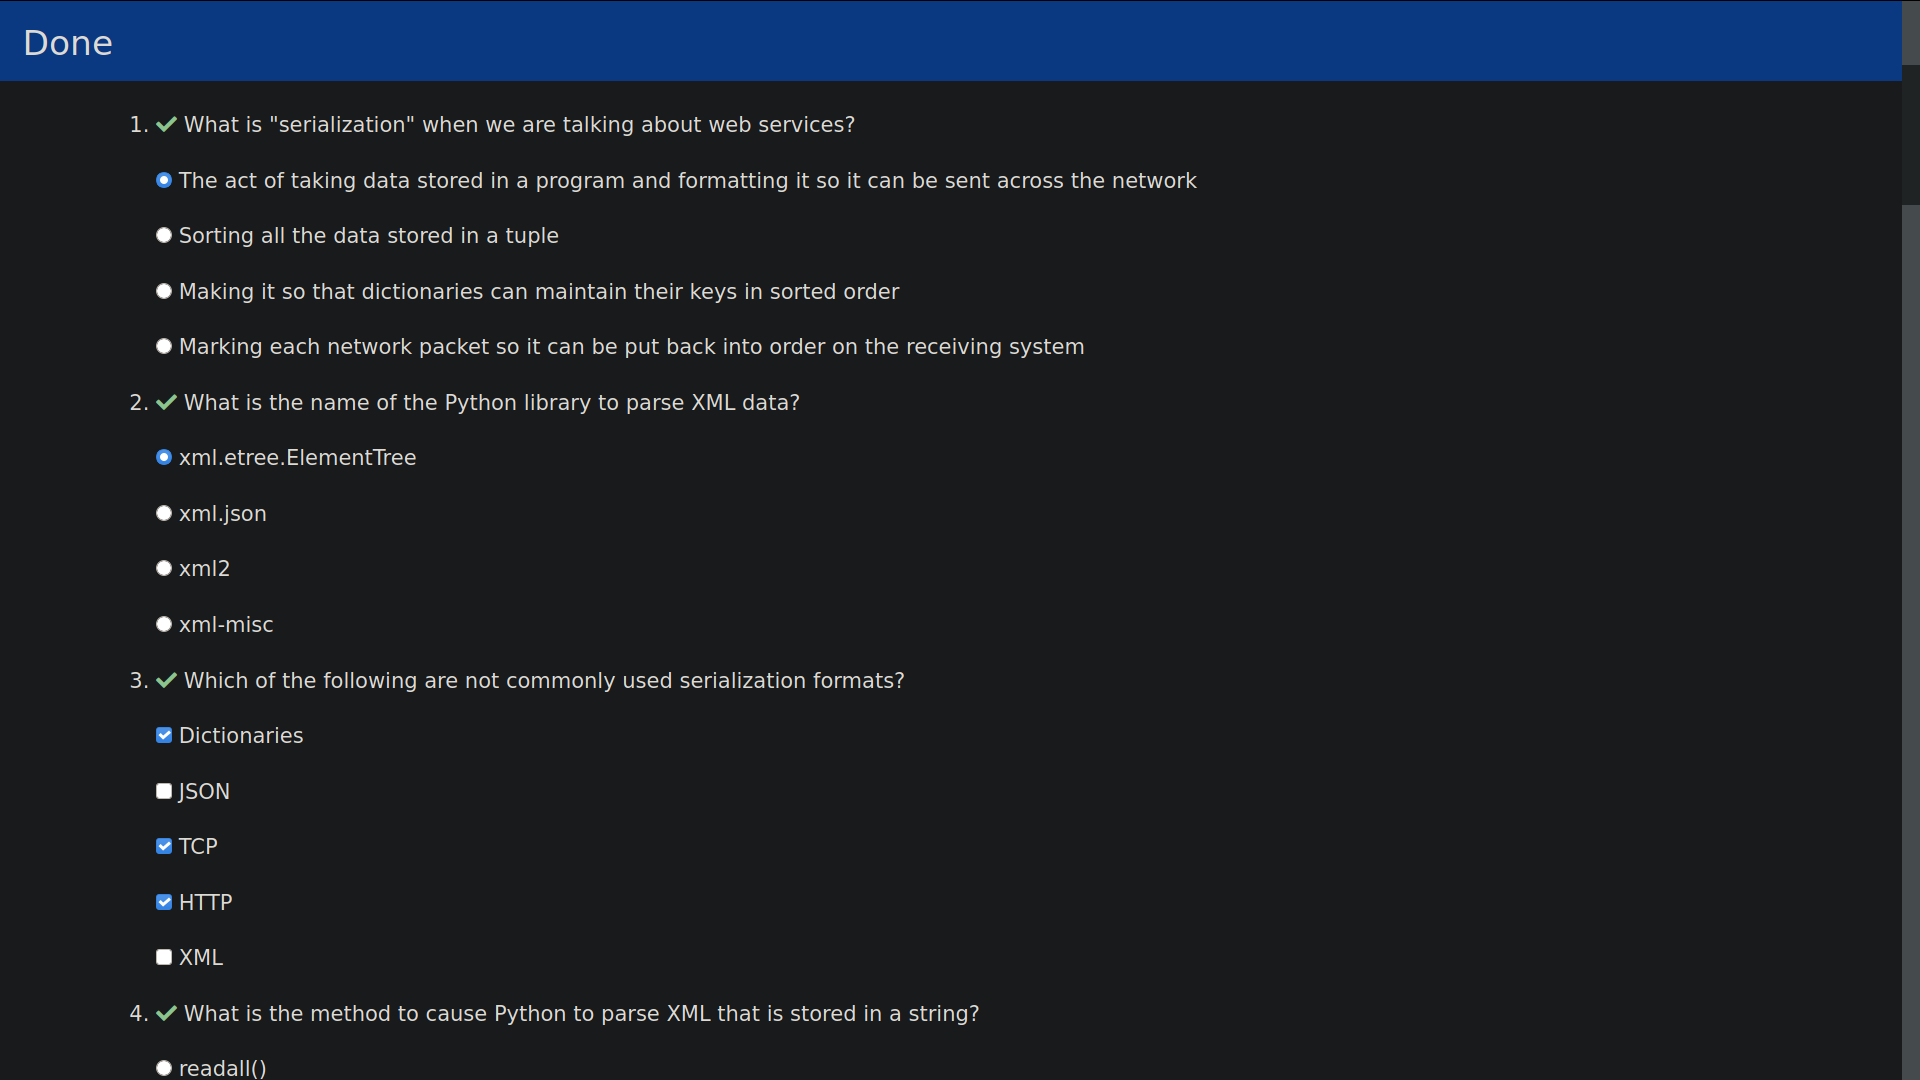 Done
1. What is "serialization" when we are talking about web services?
The act of taking data stored in a program and formatting it so it can be sent across the network
Sorting all the data stored in a tuple
Making it so that dictionaries can maintain their keys in sorted order
Marking each network packet so it can be put back into order on the receiving system
2. What is the name of the Python library to parse XML data?
xml.etree.ElementTree
xml.json
xml2
xml-misc
3. Which of the following are not commonly used serialization formats?
Dictionaries
JSON
TCP
HTTP
XML
4. What is the method to cause Python to parse XML that is stored in a string?
readall()